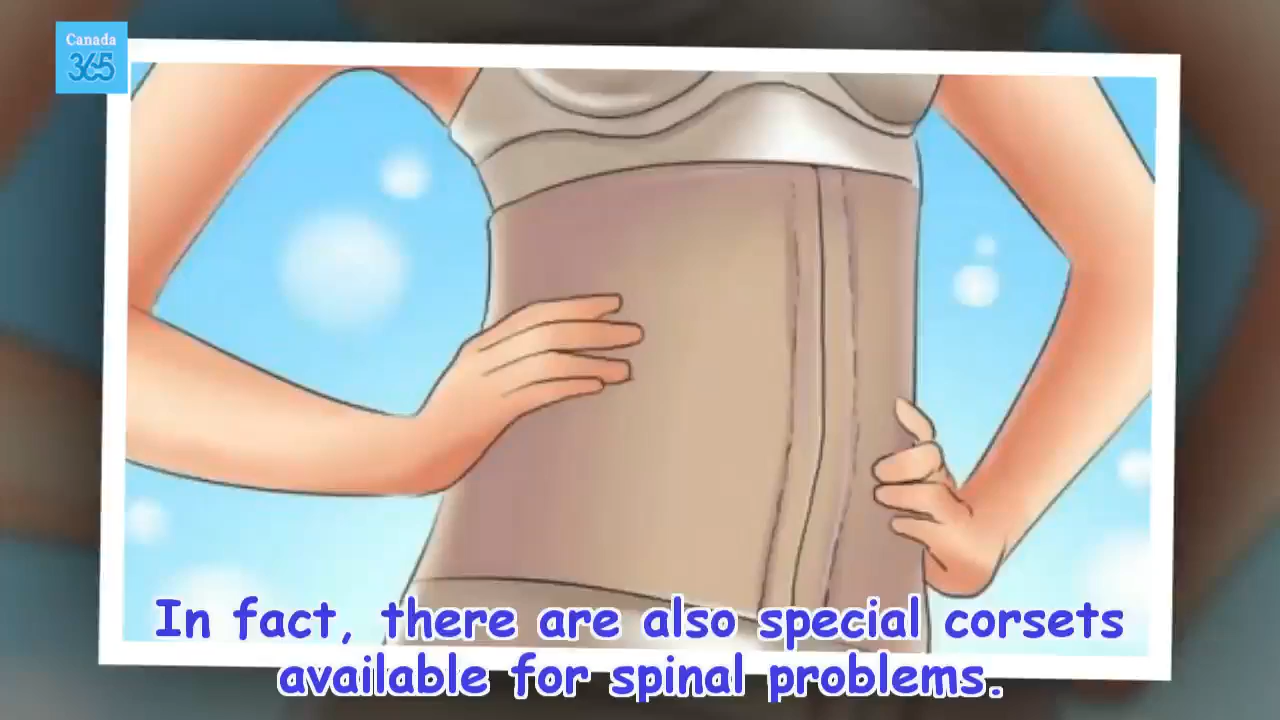 Canada
365
In fact, there are also special corsets
available for spinal problems.